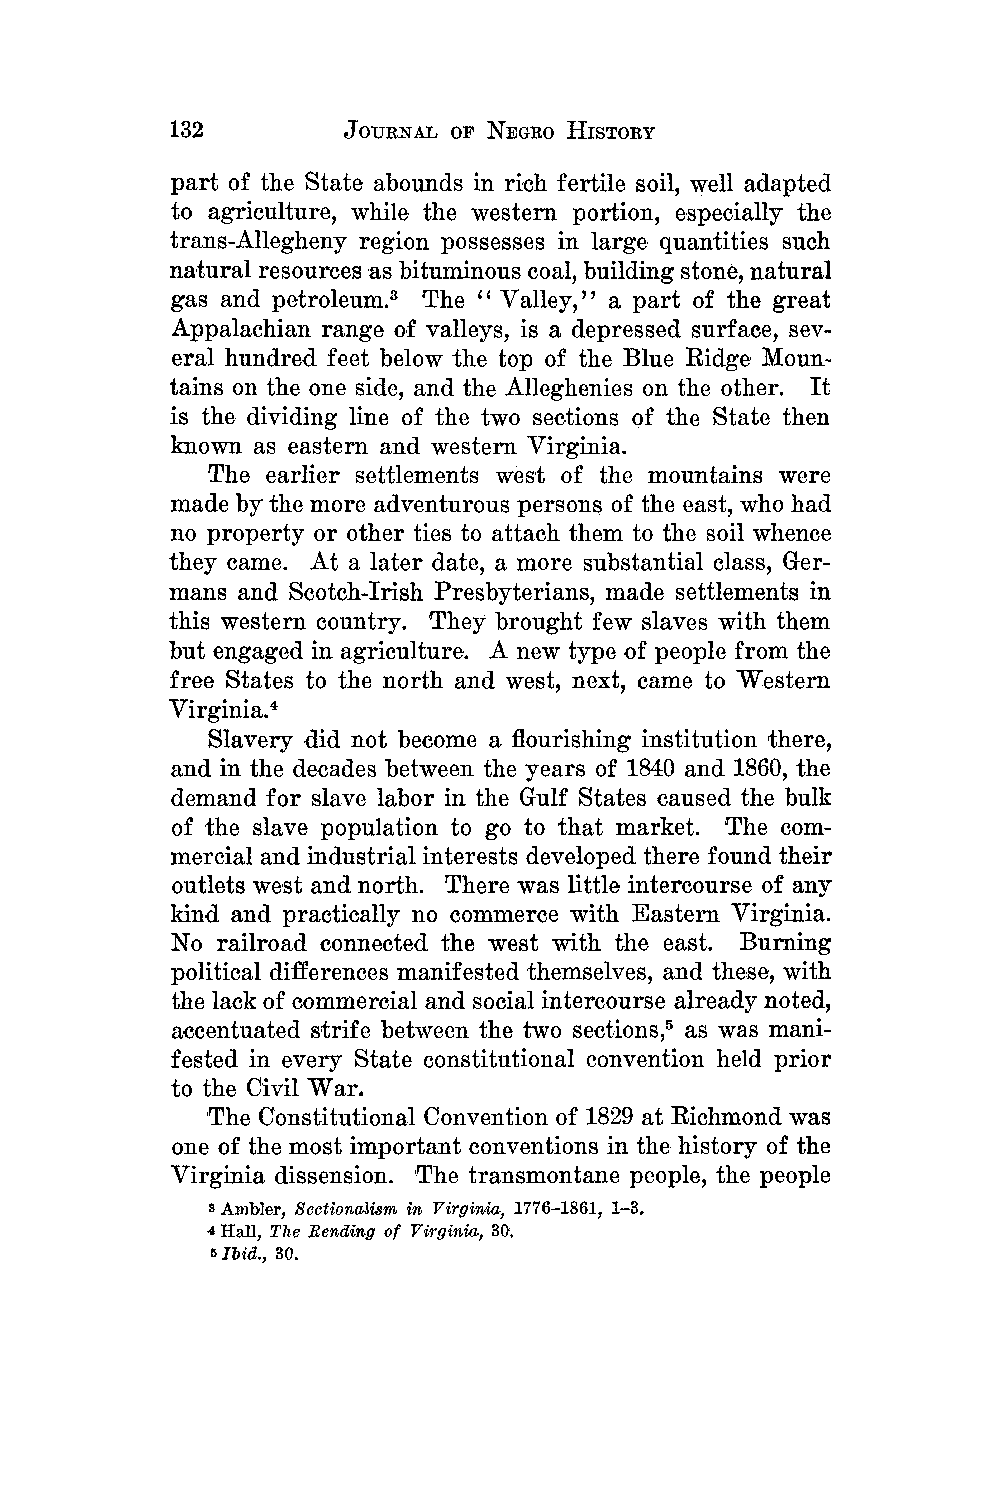 132 JOURNAL OF NEGRO HISTORY
part of the State abounds in rich fertile soil, well adapted
to agriculture, while the western portion, especially the
trans-Allegheny region possesses in large quantities such
natural resources as bituminous coal, building stone, natural
gas and petroleum.³ The “Valley,” a part of the great
Appalachian range of valleys, is a depressed surface, sev-
eral hundred feet below the top of the Blue Ridge Moun-
tains on the one side, and the Alleghenies on the other. It
is the dividing line of the two sections of the State then
known as eastern and western Virginia.
The earlier settlements west of the mountains were
made by the more adventurous persons of the east, who had
no property or other ties to attach them to the soil whence
they came. At a later date, a more substantial class, Ger-
mans and Scotch-Irish Presbyterians, made settlements in
this western country. They brought few slaves with them
but engaged in agriculture. A new type of people from the
free States to the north and west, next, came to Western
Virginia.⁴
Slavery did not become a flourishing institution there,
and in the decades between the years of 1840 and 1860, the
demand for slave labor in the Gulf States caused the bulk
of the slave population to go to that market. The com-
mercial and industrial interests developed there found their
outlets west and north. There was little intercourse of any
kind and practically no commerce with Eastern Virginia.
No railroad connected the west with the east. Burning
political differences manifested themselves, and these, with
the lack of commercial and social intercourse already noted,
accentuated strife between the two sections,⁵ as was mani-
fested in every State constitutional convention held prior
to the Civil War.
The Constitutional Convention of 1829 at Richmond was
one of the most important conventions in the history of the
Virginia dissension. The transmontane people, the people
³ Ambler, Sectionalism in Virginia, 1776–1861, 1–3.
⁴ Hall, The Rending of Virginia, 30.
⁵ Ibid., 30.